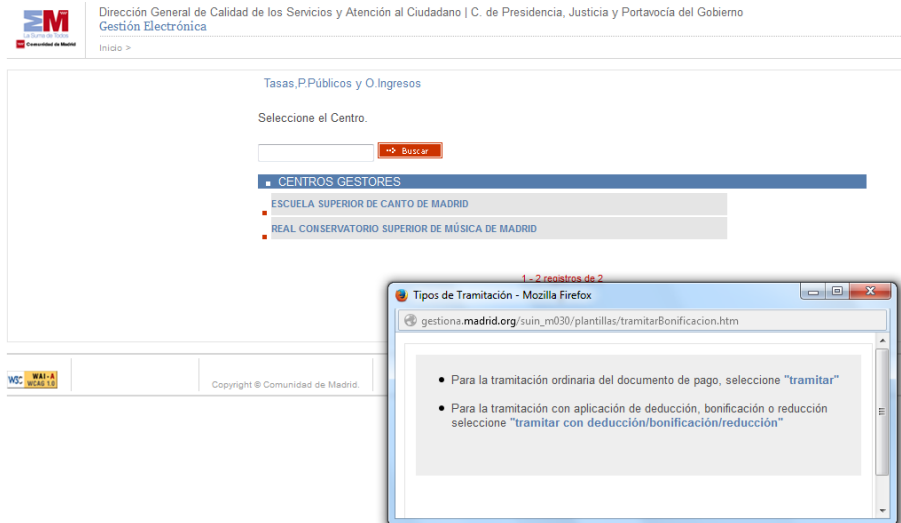 Dirección General de Calidad de los Servicios y Atención al Ciudadano | C. de Presidencia, Justicia y Portavocía del Gobierno
Gestión Electrónica
La Suma de Todos
Comunidad de Madrid
Inicio >
Tasas,P.Públicos y O.Ingresos
Seleccione el Centro.
Buscar
CENTROS GESTORES
ESCUELA SUPERIOR DE CANTO DE MADRID
REAL CONSERVATORIO SUPERIOR DE MÚSICA DE MADRID
1 - 2 registros de 2
Tipos de Tramitación - Mozilla Firefox
gestiona.madrid.org/suin_m030/plantillas/tramitarBonificacion.htm
Para la tramitación ordinaria del documento de pago, seleccione "tramitar"
Para la tramitación con aplicación de deducción, bonificación o reducción
seleccione "tramitar con deducción/bonificación/reducción"
W3C WAI-A
WCAG 1.0
Copyright © Comunidad de Madrid.